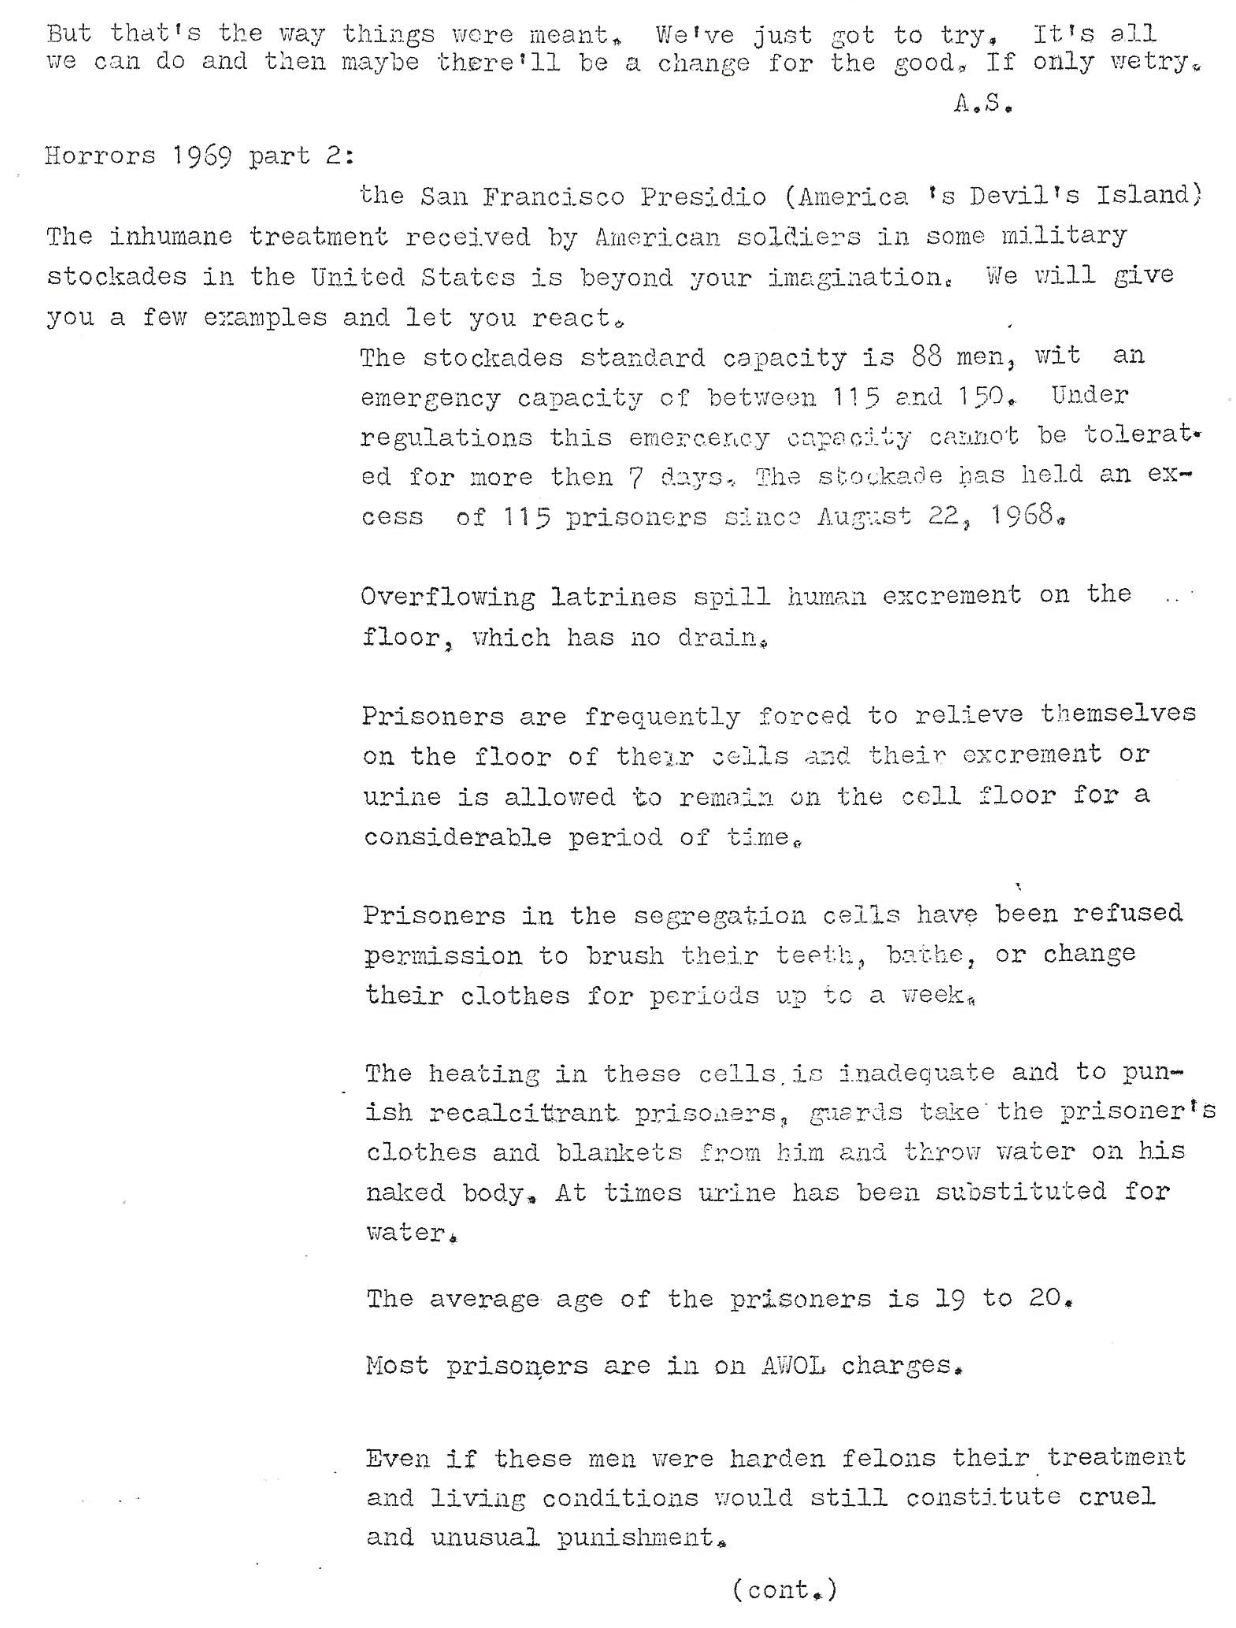 But that's the way things were meant. We've just got to try. It's all
we can do and then maybe there'll be a change for the good. If only wetry.
A.S.
Horrors 1969 part 2:
the San Francisco Presidio (America 's Devil's Island)
The inhumane treatment received by American soldiers in some military
stockades in the United States is beyond your imagination. We will give
you a few examples and let you react.
The stockades standard capacity is 88 men, wit an
emergency capacity of between 115 and 150. Under
regulations this emergency capacity cannot be tolerat-
ed for more then 7 days. The stockade has held an ex-
cess of 115 prisoners since August 22, 1968.
Overflowing latrines spill human excrement on the
floor, which has no drain.
Prisoners are frequently forced to relieve themselves
on the floor of their cells and their excrement or
urine is allowed to remain on the cell floor for a
considerable period of time.
Prisoners in the segregation cells have been refused
permission to brush their teeth, bathe, or change
their clothes for periods up to a week.
The heating in these cells is inadequate and to pun-
ish recalcitrant prisoners, guards take the prisoner's
clothes and blankets from him and throw water on his
naked body. At times urine has been substituted for
water.
The average age of the prisoners is 19 to 20.
Most prisoners are in on AWOL charges.
Even if these men were harden felons their treatment
and living conditions would still constitute cruel
and unusual punishment.
(cont.)